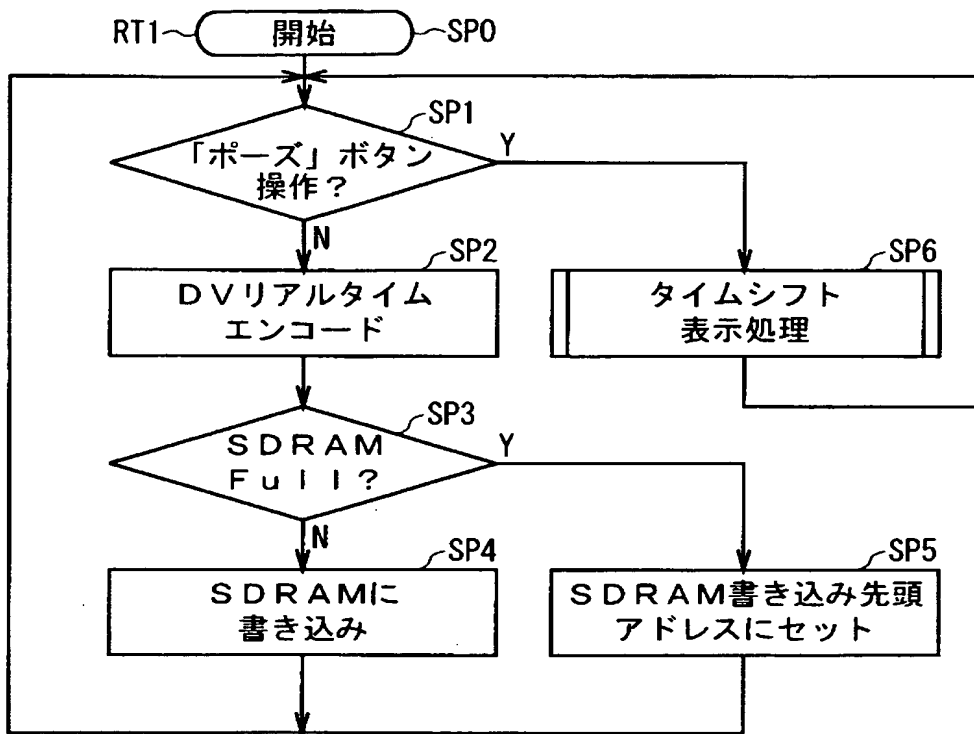 RT1 開始 SP0
SP1
「ポーズ」ボタン
操作?
Y
N
SP2
DVリアルタイム
エンコード
SP6
タイムシフト
表示処理
SP3
SDRAM
Full?
Y
N
SP4
SDRAMに
書き込み
SP5
SDRAM書き込み先頭
アドレスにセット